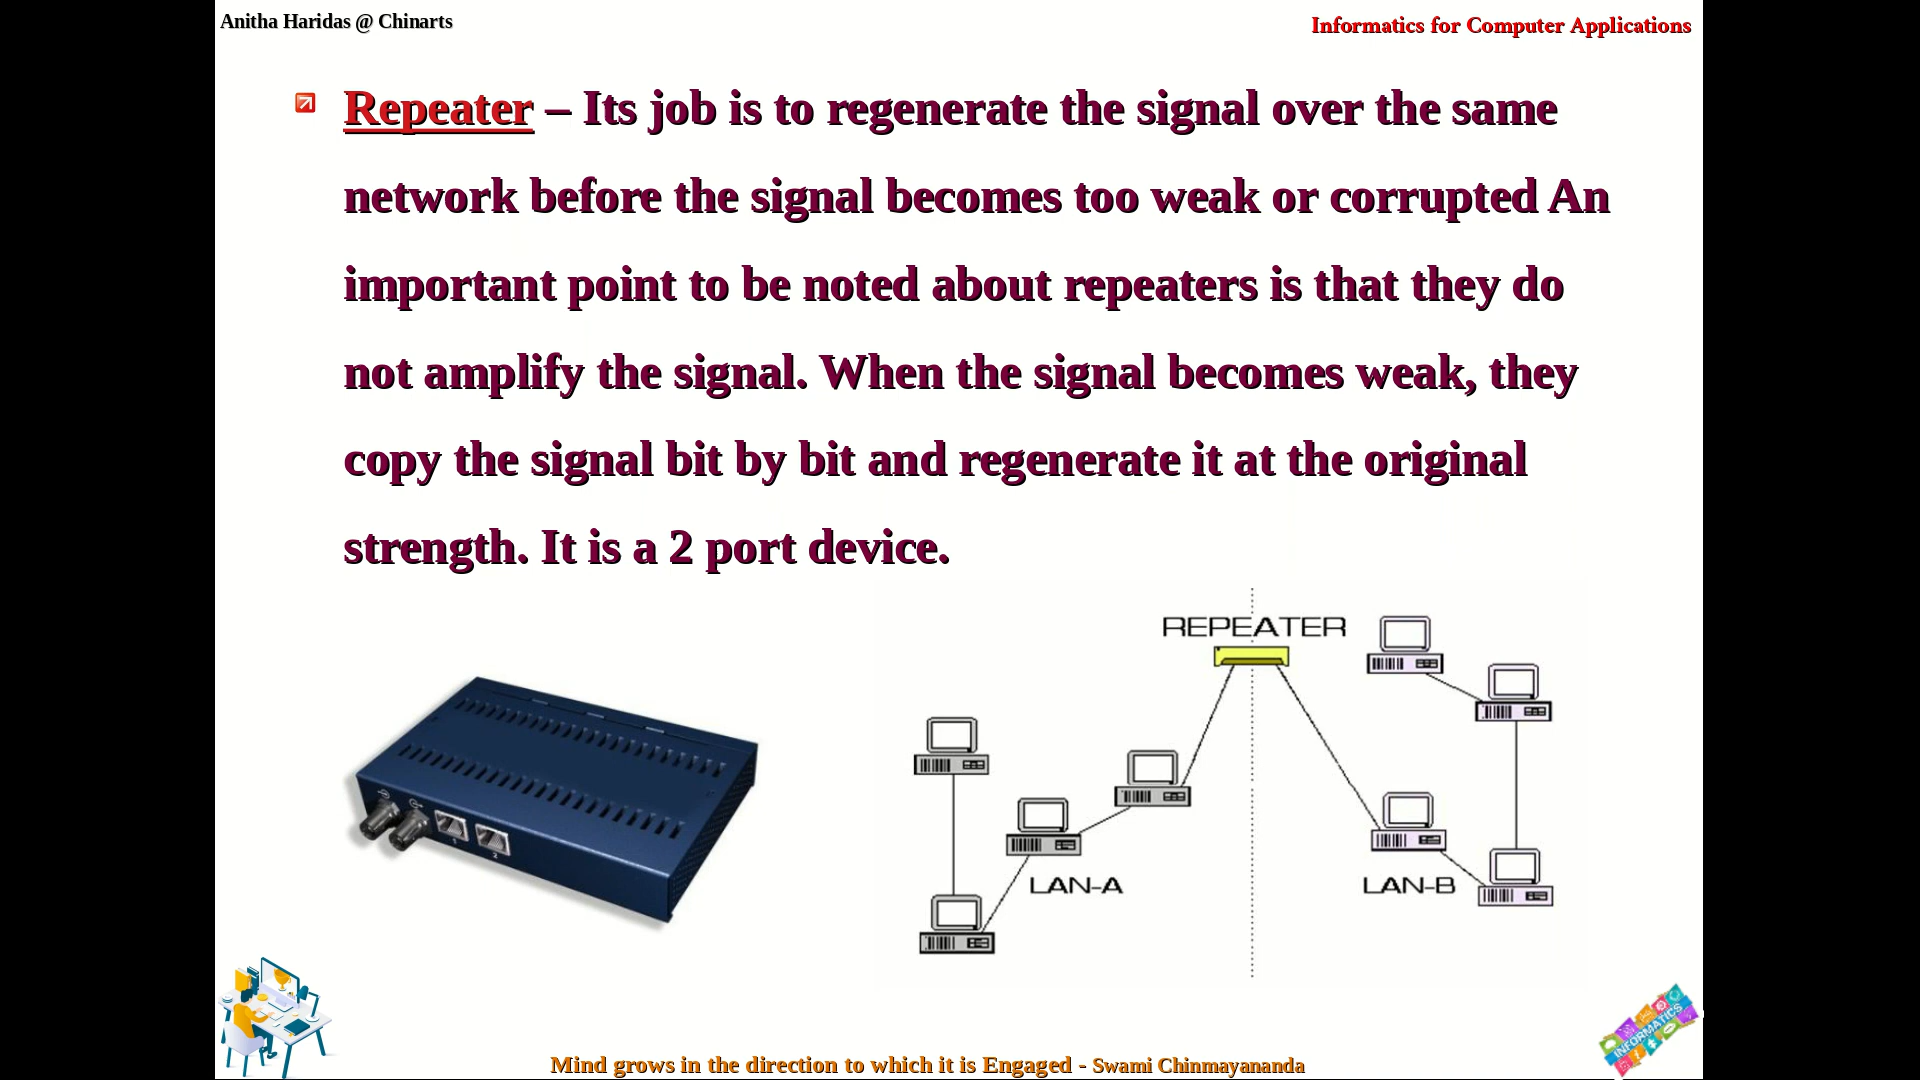 Anitha Haridas @ Chinarts
Informatics for Computer Applications
Repeater – Its job is to regenerate the signal over the same
network before the signal becomes too weak or corrupted An
important point to be noted about repeaters is that they do
not amplify the signal. When the signal becomes weak, they
copy the signal bit by bit and regenerate it at the original
strength. It is a 2 port device.
REPEATER
1
2
LAN-A
LAN-B
INFORMATICS
Mind grows in the direction to which it is Engaged - Swami Chinmayananda